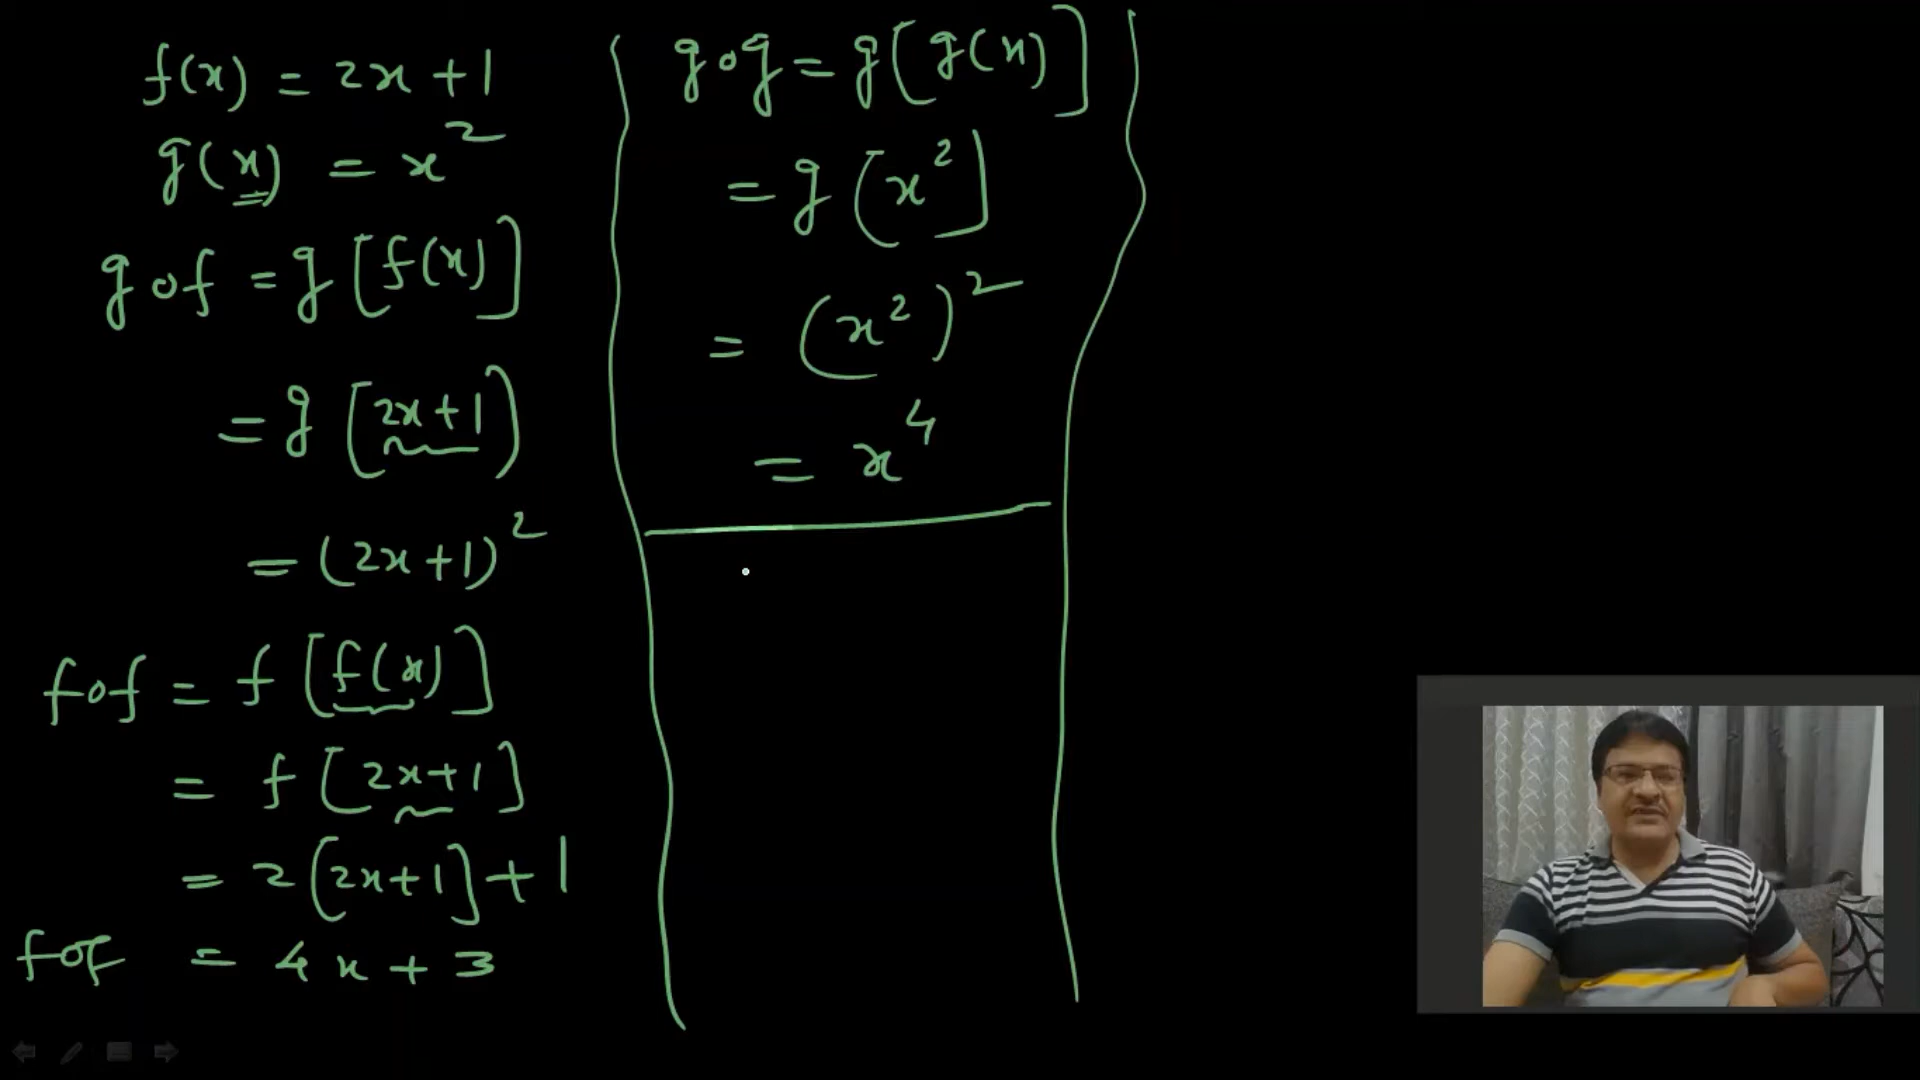 f(x) = 2x + 1
g(x) = x²
gof = g[f(x)]
= g[2x+1)
= (2x+1)²
fof = f[f(x)]
= f[2x+1]
= 2[2x+1]+1
fof = 4x + 3
gog = g[g(x)]
= g(x²]
= (x²)²
= x⁴